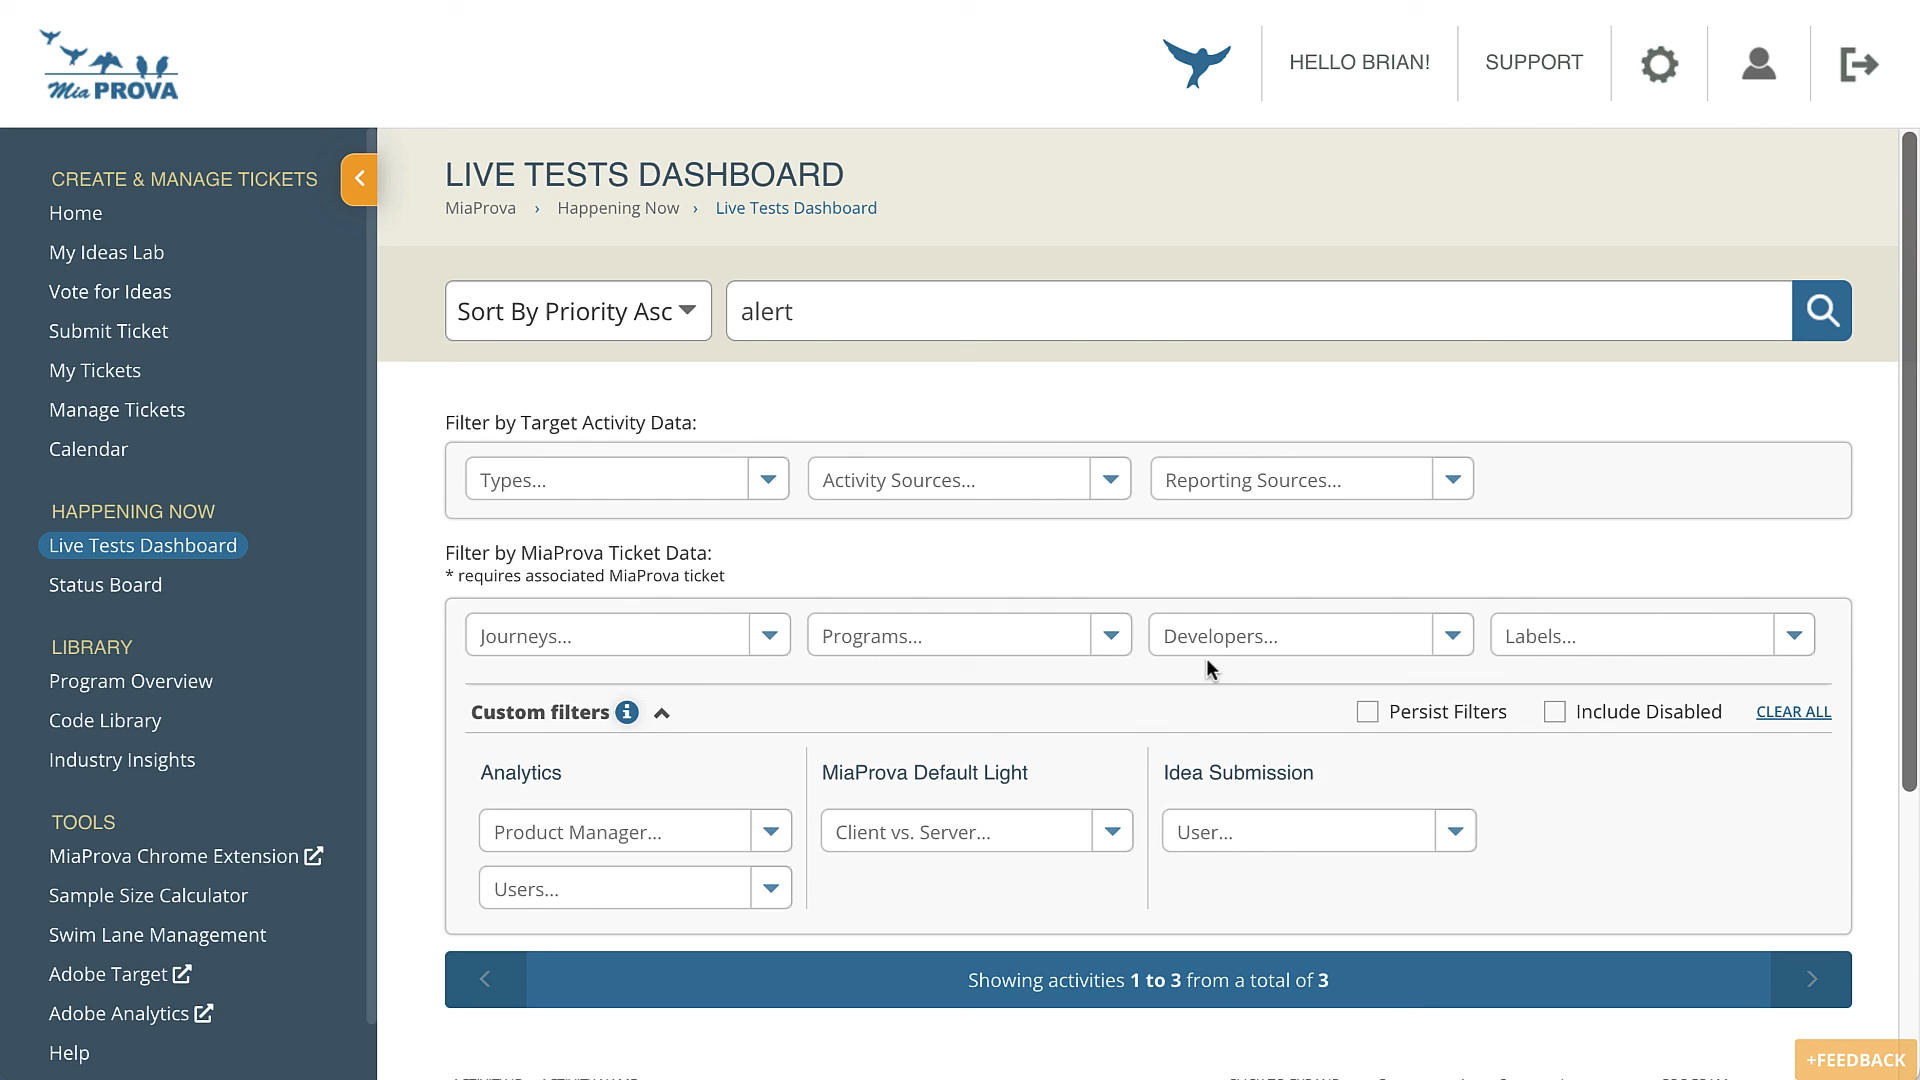 Mia PROVA
HELLO BRIAN!
SUPPORT
CREATE & MANAGE TICKETS
Home
My Ideas Lab
Vote for Ideas
Submit Ticket
My Tickets
Manage Tickets
Calendar
HAPPENING NOW
Live Tests Dashboard
Status Board
LIBRARY
Program Overview
Code Library
Industry Insights
TOOLS
MiaProva Chrome Extension
Sample Size Calculator
Swim Lane Management
Adobe Target
Adobe Analytics
Help
LIVE TESTS DASHBOARD
MiaProva › Happening Now › Live Tests Dashboard
Sort By Priority Asc
alert
Filter by Target Activity Data:
Types... Activity Sources... Reporting Sources...
Filter by MiaProva Ticket Data:
* requires associated MiaProva ticket
Journeys... Programs... Developers... Labels...
Custom filters Persist Filters Include Disabled CLEAR ALL
Analytics MiaProva Default Light Idea Submission
Product Manager... Client vs. Server... User...
Users...
Showing activities 1 to 3 from a total of 3
+FEEDBACK